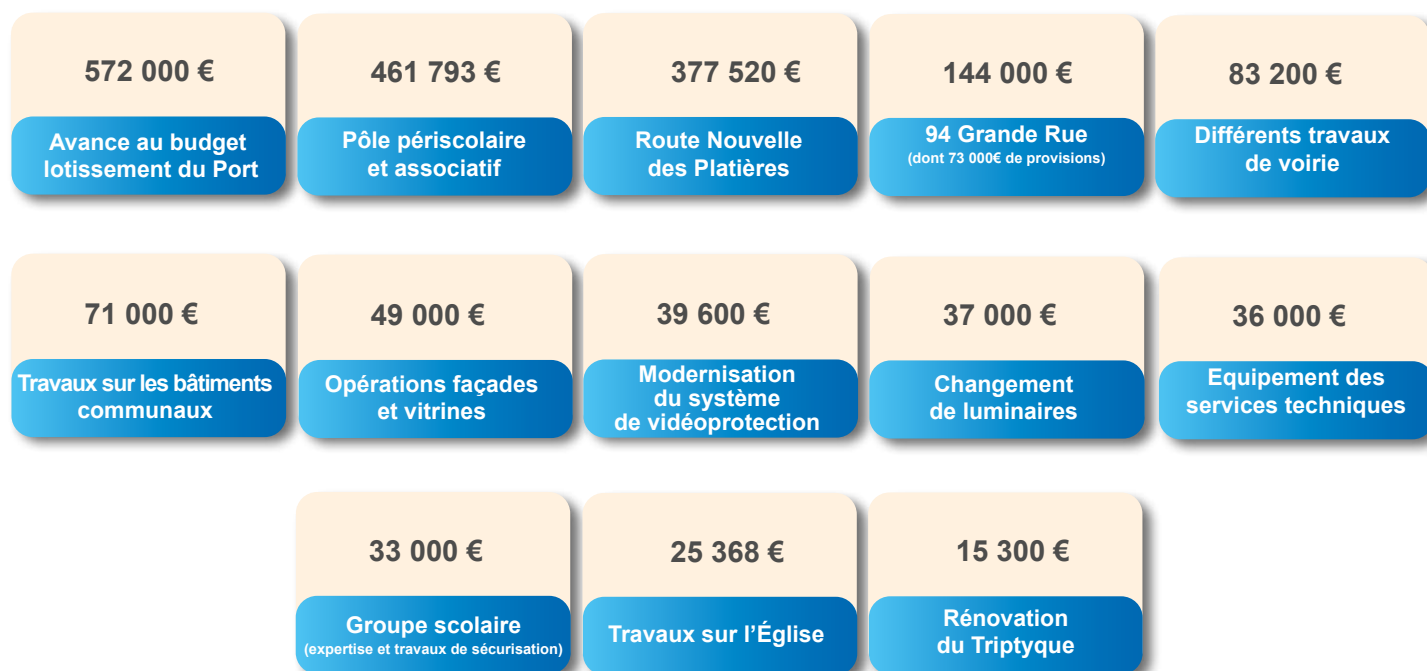 572 000 €
Avance au budget
lotissement du Port
461 793 €
Pôle périscolaire
et associatif
377 520 €
Route Nouvelle
des Platières
144 000 €
94 Grande Rue
(dont 73 000€ de provisions)
83 200 €
Différents travaux
de voirie
71 000 €
Travaux sur les bâtiments
communaux
49 000 €
Opérations façades
et vitrines
39 600 €
Modernisation
du système
de vidéoprotection
37 000 €
Changement
de luminaires
36 000 €
Equipement des
services techniques
33 000 €
Groupe scolaire
(expertise et travaux de sécurisation)
25 368 €
Travaux sur l’Église
15 300 €
Rénovation
du Triptyque